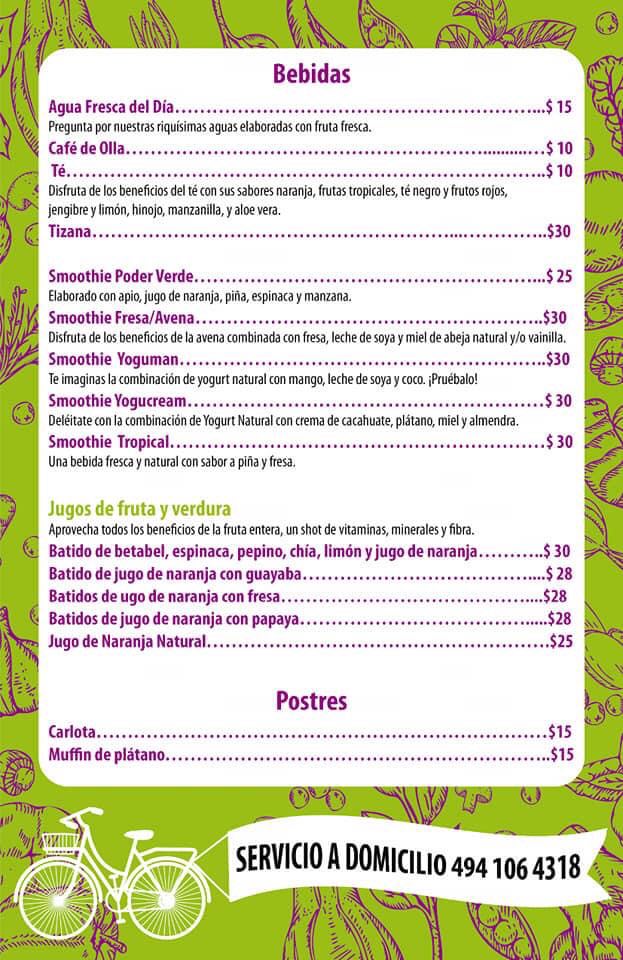 Bebidas
Agua Fresca del Día……………………………………………………...$ 15
Pregunta por nuestras riquísimas aguas elaboradas con fruta fresca.
Café de Olla……………………………………………………..........…$ 10
Té……………………………………………………………………..$ 10
Disfruta de los beneficios del té con sus sabores naranja, frutas tropicales, té negro y frutos rojos,
jengibre y limón, hinojo, manzanilla, y aloe vera.
Tizana……………………………………………………...…………..$30
Smoothie Poder Verde…………………………………………………...$ 25
Elaborado con apio, jugo de naranja, piña, espinaca y manzana.
Smoothie Fresa/Avena…………………………………………………..$30
Disfruta de los beneficios de la avena combinada con fresa, leche de soya y miel de abeja natural y/o vainilla.
Smoothie Yoguman……………………………………………………..$30
Te imaginas la combinación de yogurt natural con mango, leche de soya y coco. ¡Pruébalo!
Smoothie Yogucream……………………………………………………$ 30
Deléitate con la combinación de Yogurt Natural con crema de cacahuate, plátano, miel y almendra.
Smoothie Tropical………………………………………………………$ 30
Una bebida fresca y natural con sabor a piña y fresa.
Jugos de fruta y verdura
Aprovecha todos los beneficios de la fruta entera, un shot de vitaminas, minerales y fibra.
Batido de betabel, espinaca, pepino, chía, limón y jugo de naranja………..$ 30
Batido de jugo de naranja con guayaba…………………………………...$ 28
Batidos de ugo de naranja con fresa……………………………………....$28
Batidos de jugo de naranja con papaya………………………………….....$28
Jugo de Naranja Natural………………………………………………….$25
Postres
Carlota……………………………………………………………………$15
Muffin de plátano………………………………………………………..$15
SERVICIO A DOMICILIO 494 106 4318